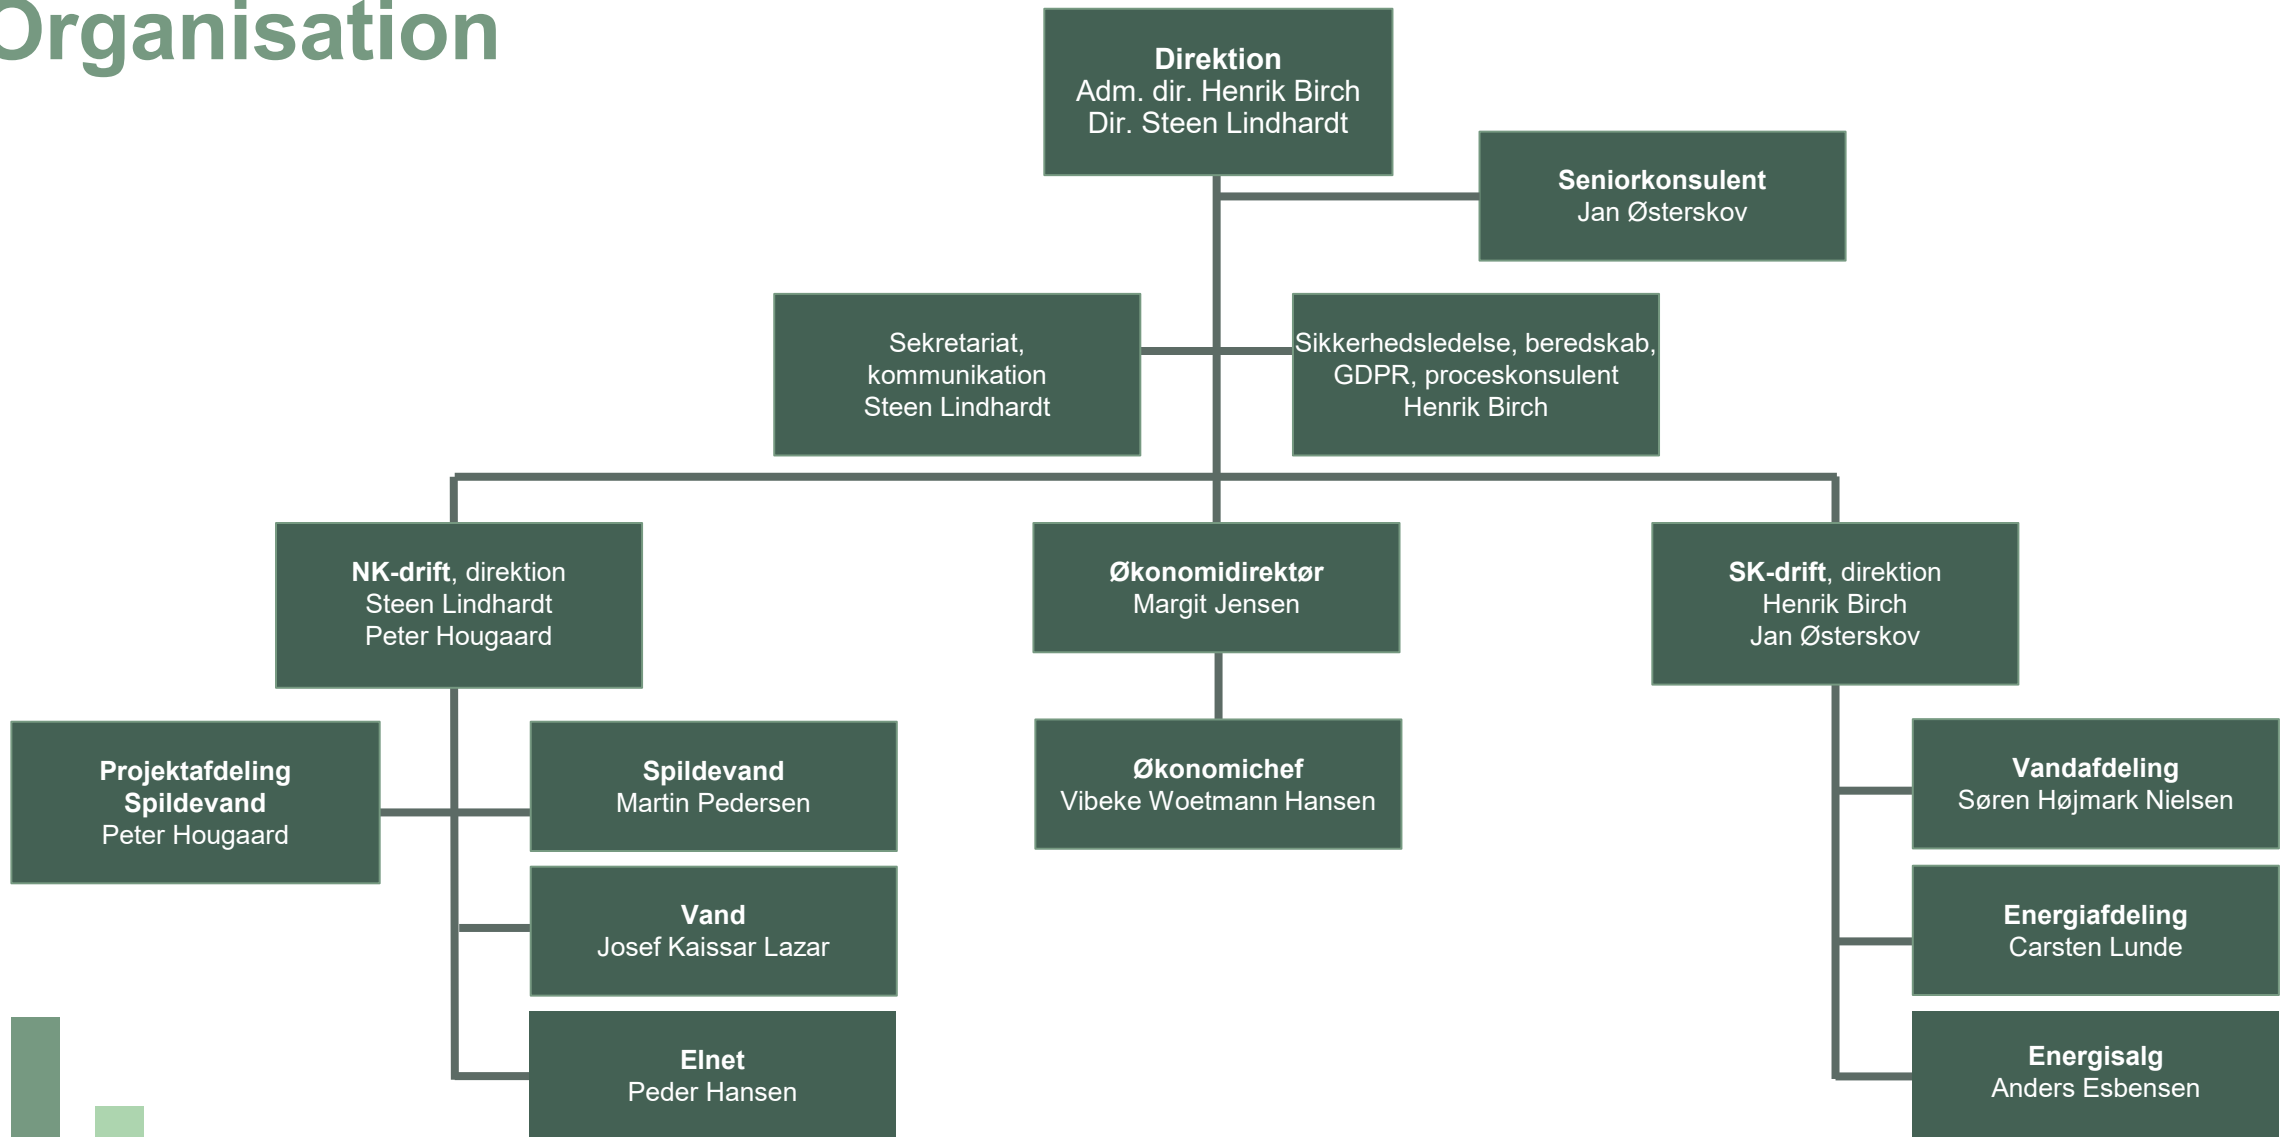 Organisation
Direktion
Adm. dir. Henrik Birch
Dir. Steen Lindhardt
Seniorkonsulent
Jan Østerskov
Sekretariat,
kommunikation
Steen Lindhardt
Sikkerhedsledelse, beredskab,
GDPR, proceskonsulent
Henrik Birch
NK-drift, direktion
Steen Lindhardt
Peter Hougaard
Økonomidirektør
Margit Jensen
SK-drift, direktion
Henrik Birch
Jan Østerskov
Projektafdeling
Spildevand
Peter Hougaard
Spildevand
Martin Pedersen
Vand
Josef Kaissar Lazar
Elnet
Peder Hansen
Økonomichef
Vibeke Woetmann Hansen
Vandafdeling
Søren Højmark Nielsen
Energiafdeling
Carsten Lunde
Energisalg
Anders Esbensen